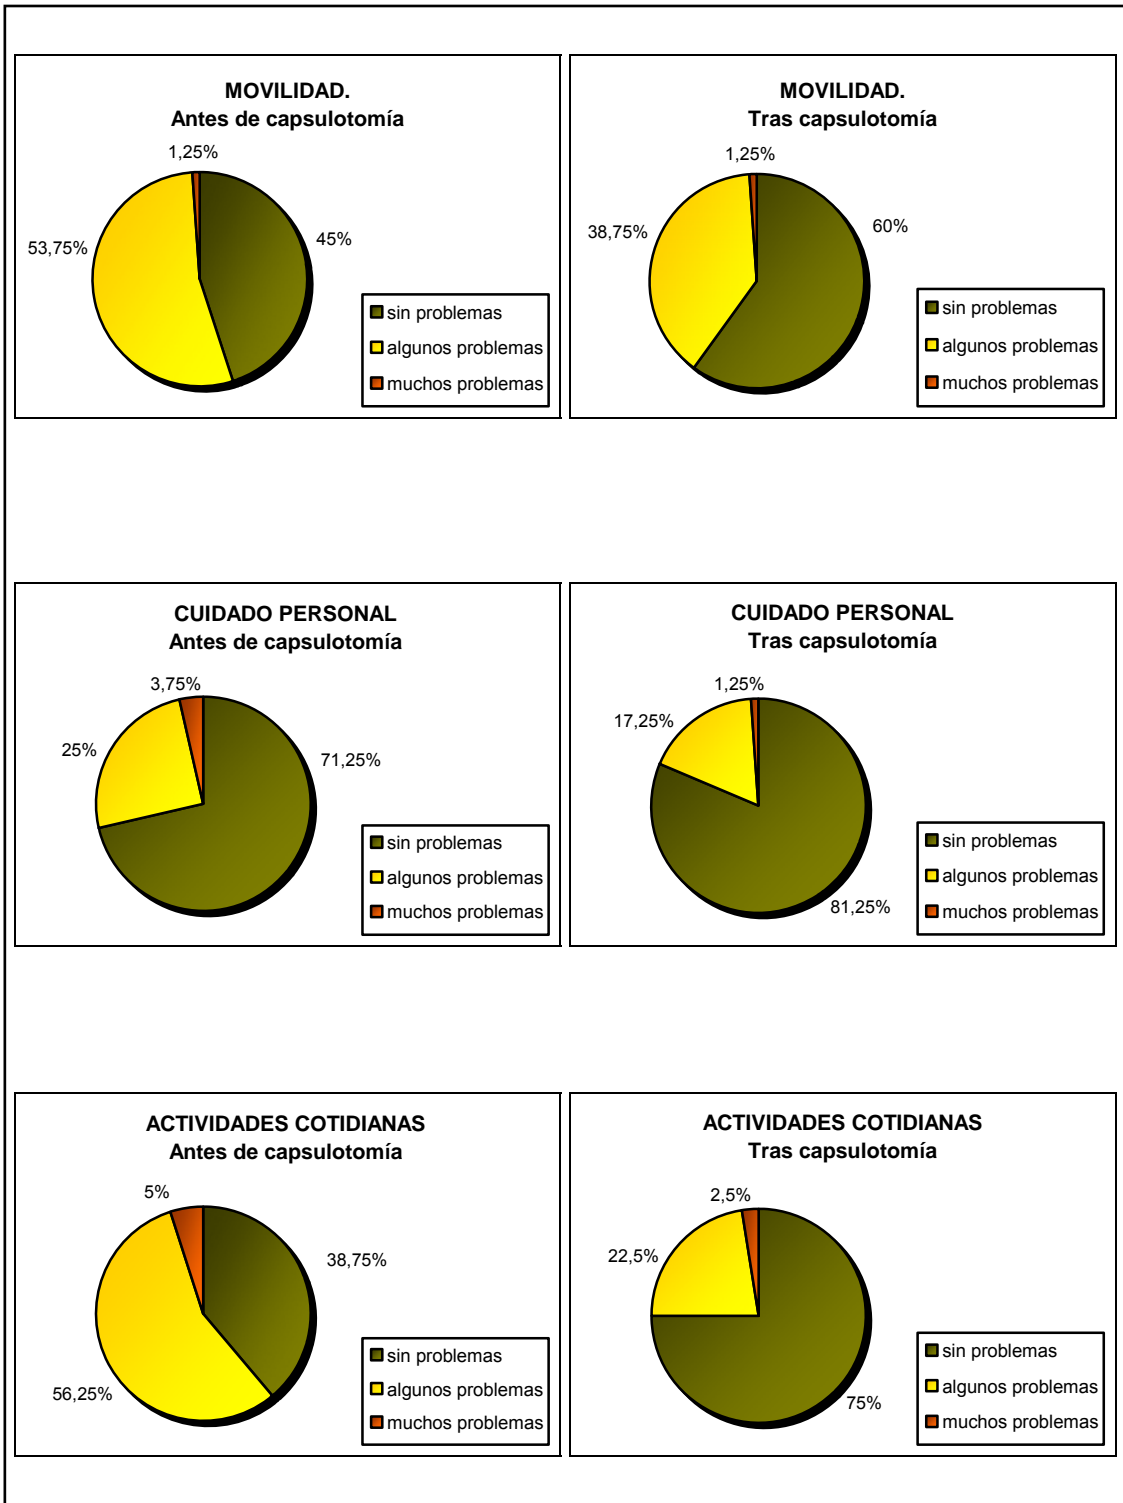 MOVILIDAD.
Antes de capsulotomía
1,25%
53,75%
45%
sin problemas
algunos problemas
muchos problemas
MOVILIDAD.
Tras capsulotomía
1,25%
38,75%
60%
sin problemas
algunos problemas
muchos problemas
CUIDADO PERSONAL
Antes de capsulotomía
3,75%
25%
71,25%
sin problemas
algunos problemas
muchos problemas
CUIDADO PERSONAL
Tras capsulotomía
1,25%
17,25%
81,25%
sin problemas
algunos problemas
muchos problemas
ACTIVIDADES COTIDIANAS
Antes de capsulotomía
5%
38,75%
56,25%
sin problemas
algunos problemas
muchos problemas
ACTIVIDADES COTIDIANAS
Tras capsulotomía
2,5%
22,5%
75%
sin problemas
algunos problemas
muchos problemas